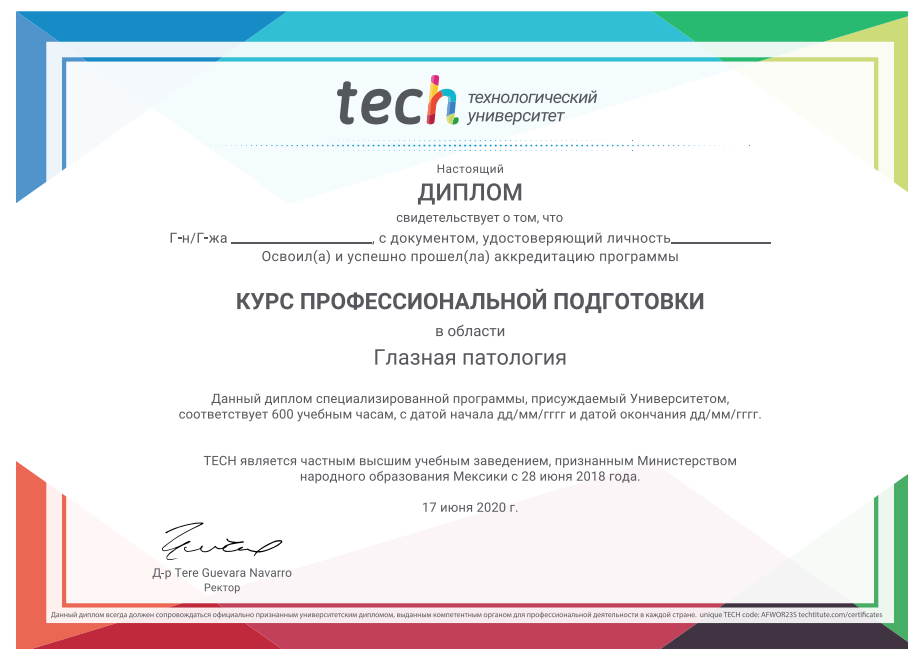 tech технологический
университет
Настоящий
ДИПЛОМ
свидетельствует о том, что
Г-н/Г-жа ____________________, с документом, удостоверяющий личность______________
Освоил(а) и успешно прошел(ла) аккредитацию программы
КУРС ПРОФЕССИОНАЛЬНОЙ ПОДГОТОВКИ
в области
Глазная патология
Данный диплом специализированной программы, присуждаемый Университетом,
соответствует 600 учебным часам, с датой начала дд/мм/гггг и датой окончания дд/мм/гггг.
TECH является частным высшим учебным заведением, признанным Министерством
народного образования Мексики с 28 июня 2018 года.
17 июня 2020 г.
Д-р Tere Guevara Navarro
Ректор
Данный диплом всегда должен сопровождаться официально признанным университетским дипломом, выданным компетентным органом для профессиональной деятельности в каждой стране. unique TECH code: AFWOR235 techtitute.com/certificates